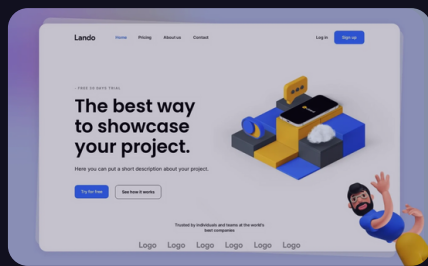 Lando
Home Pricing About us Contact
Log in Sign up
- FREE 30 DAYS TRIAL
The best way
to showcase
your project.
Here you can put a short description about your project.
Try for free See how it works
Trusted by individuals and teams at the world's
best companies
Logo Logo Logo Logo Logo Logo